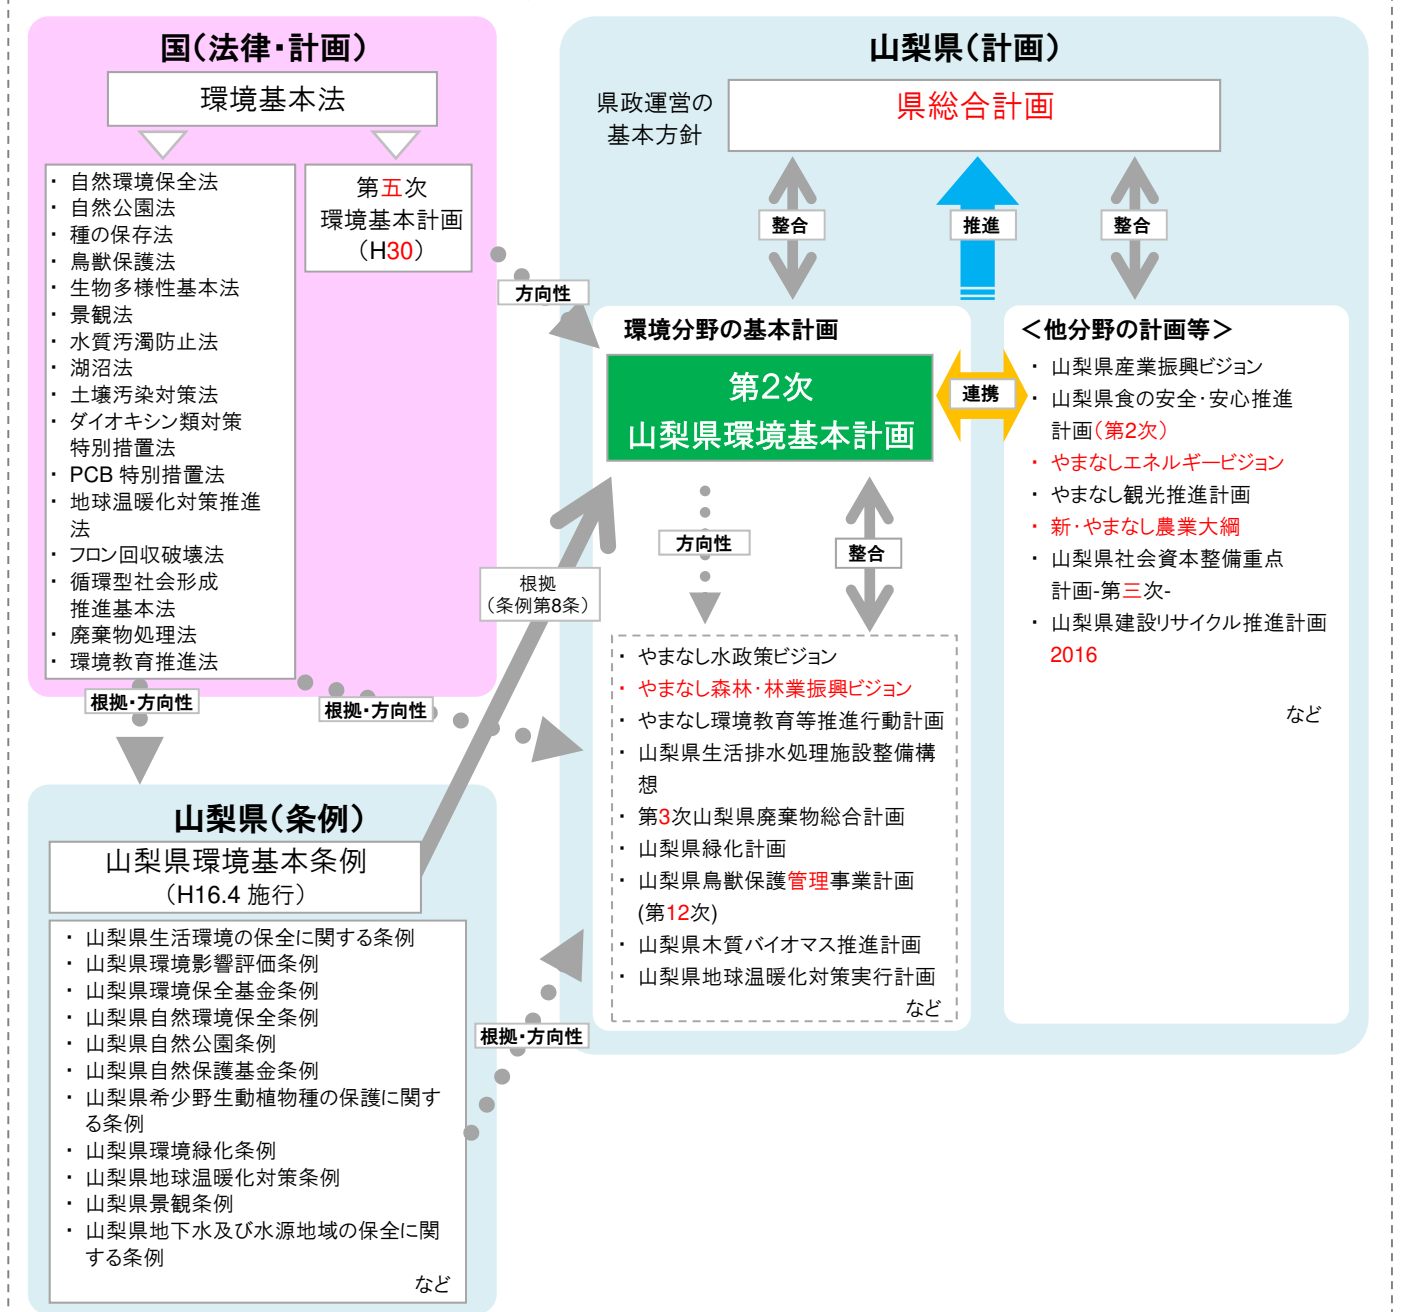 国（法律・計画）
環境基本法
・ 自然環境保全法
・ 自然公園法
・ 種の保存法
・ 鳥獣保護法
・ 生物多様性基本法
・ 景観法
・ 水質汚濁防止法
・ 湖沼法
・ 土壌汚染対策法
・ ダイオキシン類対策
特別措置法
・ PCB 特別措置法
・ 地球温暖化対策推進
法
・ フロン回収破壊法
・ 循環型社会形成
推進基本法
・ 廃棄物処理法
・ 環境教育推進法
第五次
環境基本計画
（H30）
方向性
根拠・方向性
根拠・方向性
山梨県（条例）
山梨県環境基本条例
（H16.4 施行）
・ 山梨県生活環境の保全に関する条例
・ 山梨県環境影響評価条例
・ 山梨県環境保全基金条例
・ 山梨県自然環境保全条例
・ 山梨県自然公園条例
・ 山梨県自然保護基金条例
・ 山梨県希少野生動植物種の保護に関す
る条例
・ 山梨県環境緑化条例
・ 山梨県地球温暖化対策条例
・ 山梨県景観条例
・ 山梨県地下水及び水源地域の保全に関
する条例
など
根拠
（条例第8条）
根拠・方向性
山梨県（計画）
県政運営の
基本方針
県総合計画
整合
推進
整合
環境分野の基本計画
第2次
山梨県環境基本計画
連携
方向性
整合
・ やまなし水政策ビジョン
・ やまなし森林・林業振興ビジョン
・ やまなし環境教育等推進行動計画
・ 山梨県生活排水処理施設整備構
想
・ 第3次山梨県廃棄物総合計画
・ 山梨県緑化計画
・ 山梨県鳥獣保護管理事業計画
(第12次)
・ 山梨県木質バイオマス推進計画
・ 山梨県地球温暖化対策実行計画
など
＜他分野の計画等＞
・ 山梨県産業振興ビジョン
・ 山梨県食の安全・安心推進
計画（第2次）
・ やまなしエネルギービジョン
・ やまなし観光推進計画
・ 新・やまなし農業大綱
・ 山梨県社会資本整備重点
計画-第三次-
・ 山梨県建設リサイクル推進計画
2016
など